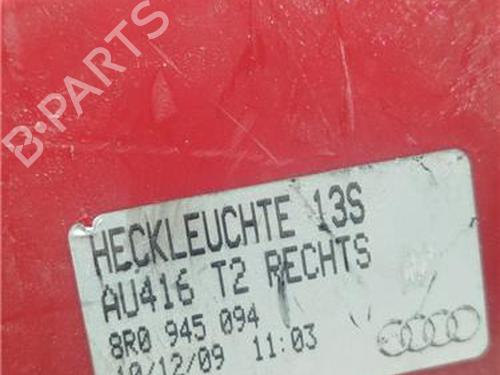 B-PARTS
HECKLEUCHTE 13S
AU416 T2 RECHTS
8R0 945 094
10/12/09 11:03